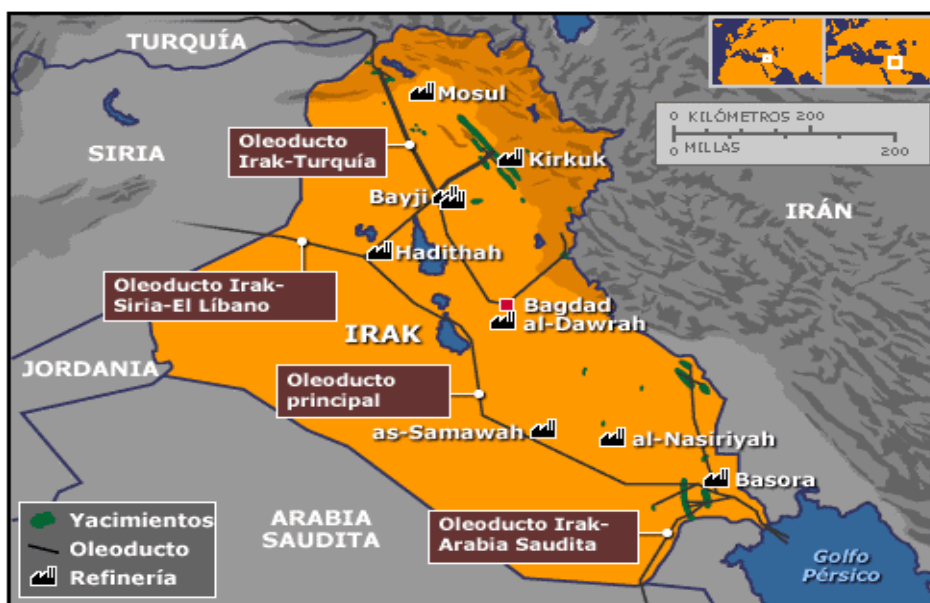 TURQUÍA
SIRIA
Mosul
Oleoducto
Irak-Turquía
Kirkuk
Bayji
0 KILÓMETROS 200
0 MILLAS 200
IRÁN
Hadithah
Oleoducto Irak-
Siria-El Líbano
Bagdad
al-Dawrah
IRAK
JORDANIA
Oleoducto
principal
as-Samawah
al-Nasiriyah
Basora
Oleoducto Irak-
Arabia Saudita
ARABIA
SAUDITA
Golfo
Pérsico
Yacimientos
Oleoducto
Refinería